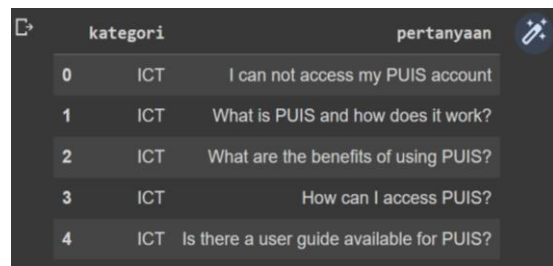 kategori pertanyaan
0 ICT I can not access my PUIS account
1 ICT What is PUIS and how does it work?
2 ICT What are the benefits of using PUIS?
3 ICT How can I access PUIS?
4 ICT Is there a user guide available for PUIS?